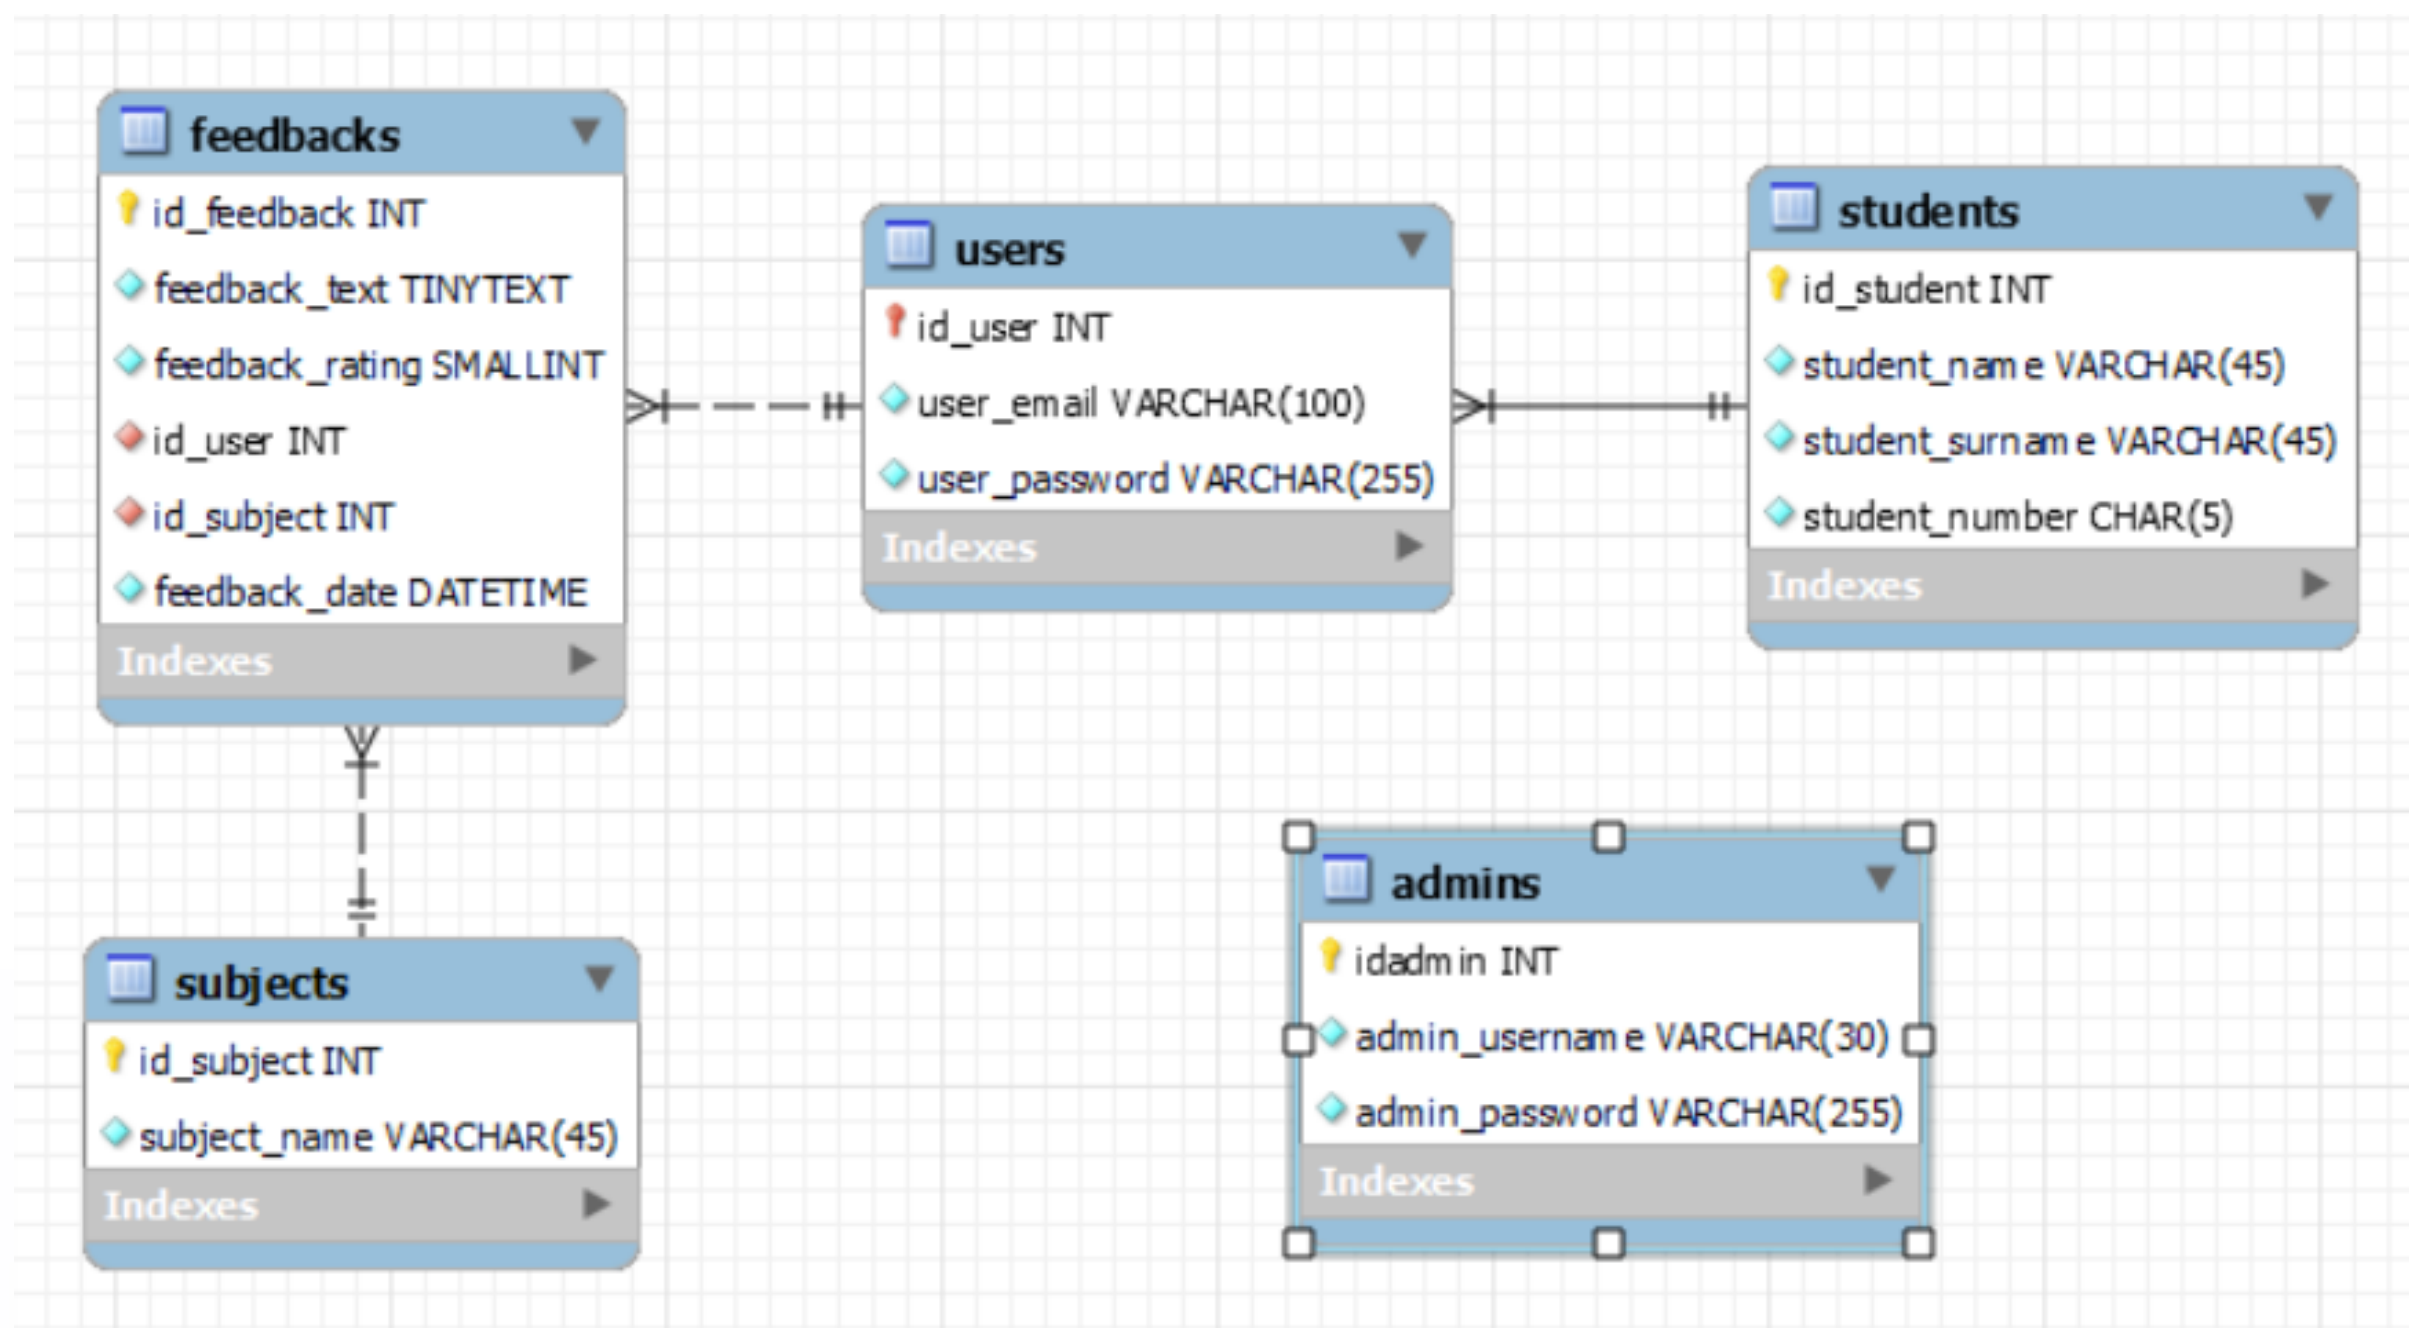 feedbacks
id_feedback INT
feedback_text TINYTEXT
feedback_rating SMALLINT
id_user INT
id_subject INT
feedback_date DATETIME
Indexes
users
id_user INT
user_email VARCHAR(100)
user_password VARCHAR(255)
Indexes
students
id_student INT
student_name VARCHAR(45)
student_surname VARCHAR(45)
student_number CHAR(5)
Indexes
subjects
id_subject INT
subject_name VARCHAR(45)
Indexes
admins
idadmin INT
admin_username VARCHAR(30)
admin_password VARCHAR(255)
Indexes